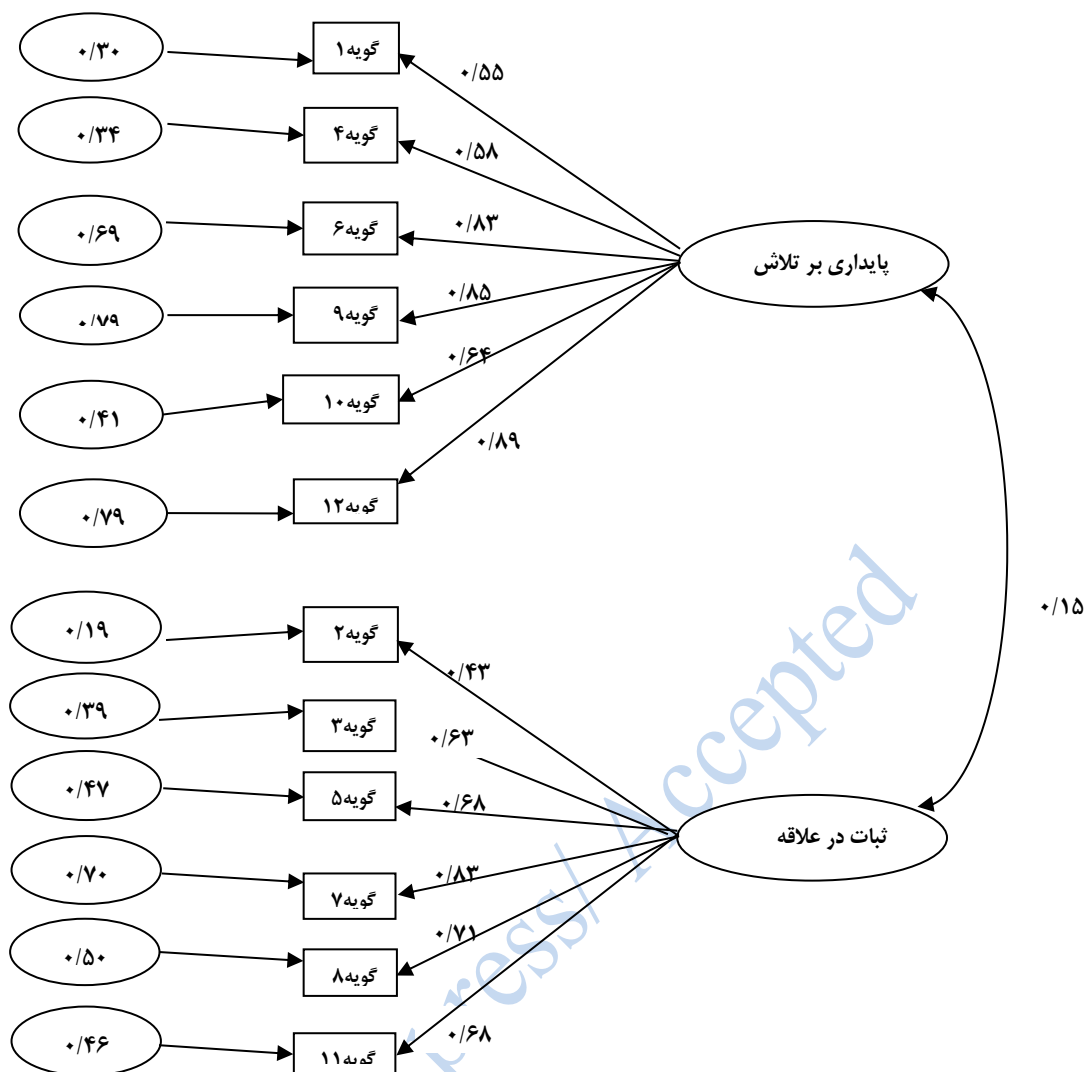 ۰/۳۰
گویه۱
۰/۵۵
۰/۳۴
گویه۴
۰/۵۸
۰/۶۹
گویه۶
۰/۸۳
پایداری بر تلاش
۰/۷۹
گویه۹
۰/۸۵
۰/۴۱
گویه۱۰
۰/۶۴
۰/۷۹
گویه۱۲
۰/۸۹
۰/۱۵
۰/۱۹
گویه۲
۰/۴۳
۰/۳۹
گویه۳
۰/۶۳
۰/۴۷
گویه۵
۰/۶۸
ثبات در علاقه
۰/۷۰
گویه۷
۰/۸۳
۰/۵۰
گویه۸
۰/۷۱
۰/۴۶
گویه۱۱
۰/۶۸
ress/ Accepted